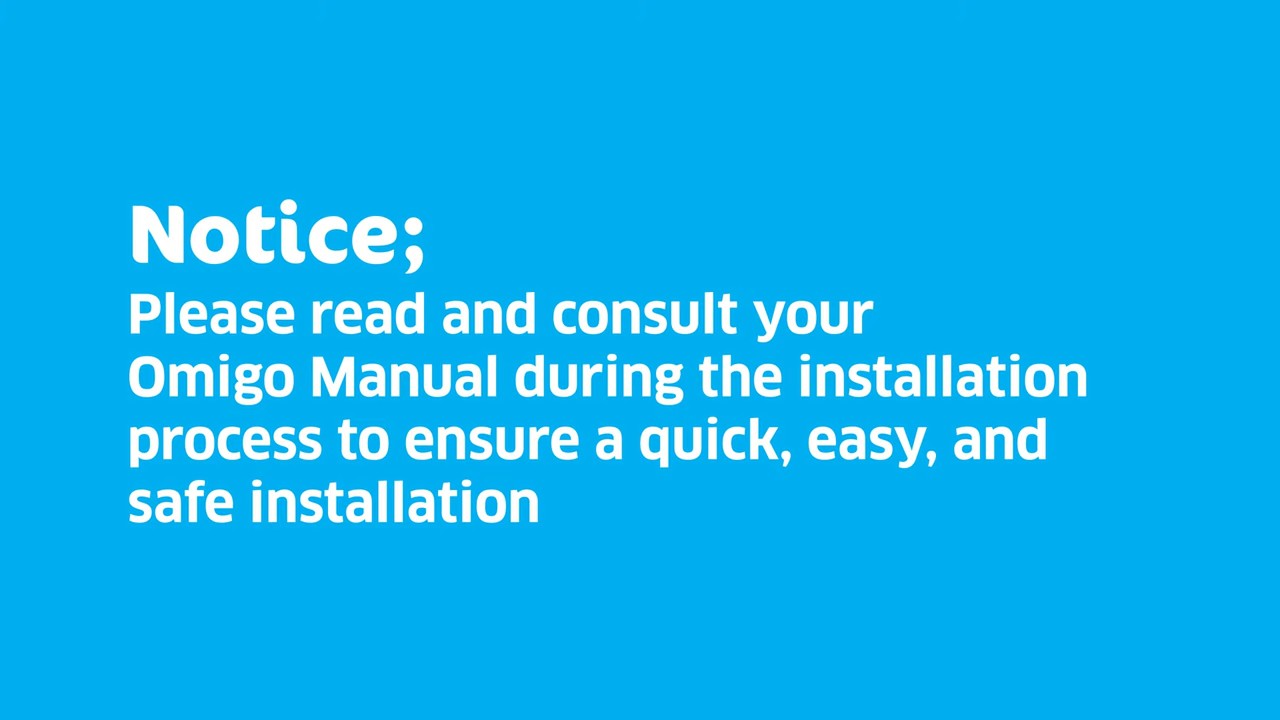 Notice;
Please read and consult your
Omigo Manual during the installation
process to ensure a quick, easy, and
safe installation